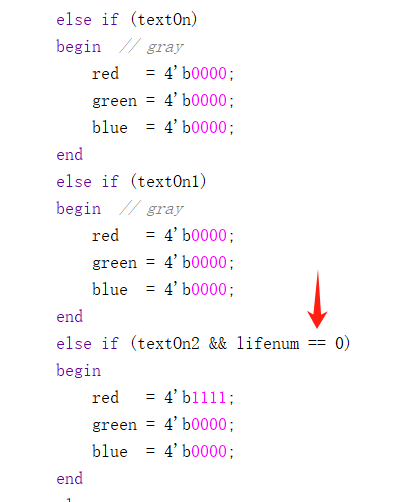 else if (textOn)
begin  // gray
    red   = 4'b0000;
    green = 4'b0000;
    blue  = 4'b0000;
end
else if (textOn1)
begin  // gray
    red   = 4'b0000;
    green = 4'b0000;
    blue  = 4'b0000;
end
else if (textOn2 && lifenum == 0)
begin
    red   = 4'b1111;
    green = 4'b0000;
    blue  = 4'b0000;
end